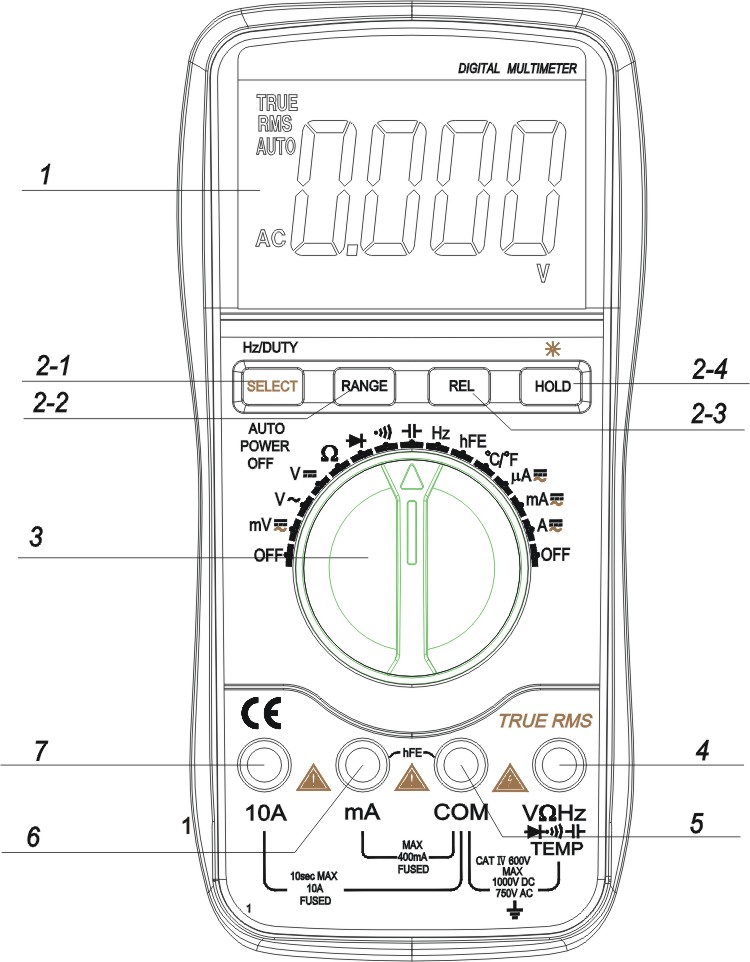 DIGITAL MULTIMETER
TRUE
RMS
AUTO
0.000
AC
V
1
Hz/DUTY
SELECT
RANGE
REL
HOLD
2-1
2-2
2-4
2-3
AUTO
POWER
OFF
OFF
mV
V
V
Ω
Hz
hFE
°C/°F
μA
mA
A
OFF
3
CE
TRUE RMS
hFE
7
4
10A
mA
COM
VΩHz
TEMP
1
6
5
MAX
400mA
FUSED
10sec MAX
10A
FUSED
CAT Ⅳ 600V
MAX
1000V DC
750V AC
1